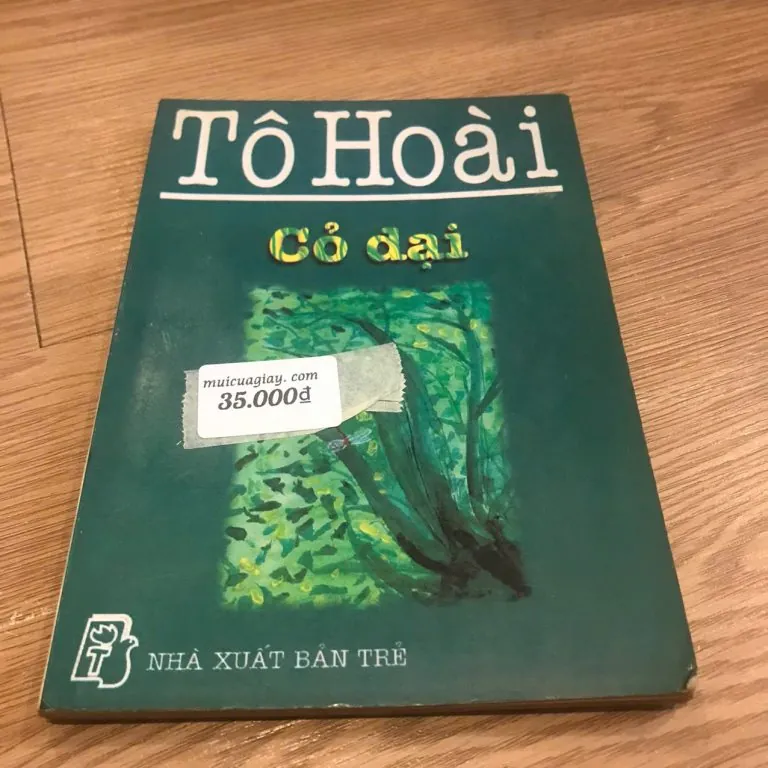 Tô Hoài
Cỏ dại
muicuagiay. com
35.000đ
T
NHÀ XUẤT BẢN TRẺ